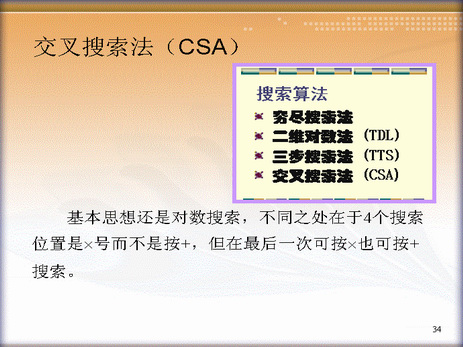 交叉搜索法（CSA）
搜索算法
穷尽搜索法
二维对数法 (TDL)
三步搜索法 (TTS)
交叉搜索法 (CSA)
基本思想还是对数搜索，不同之处在于4个搜索
位置是×号而不是按+，但在最后一次可按×也可按+
搜索。
34